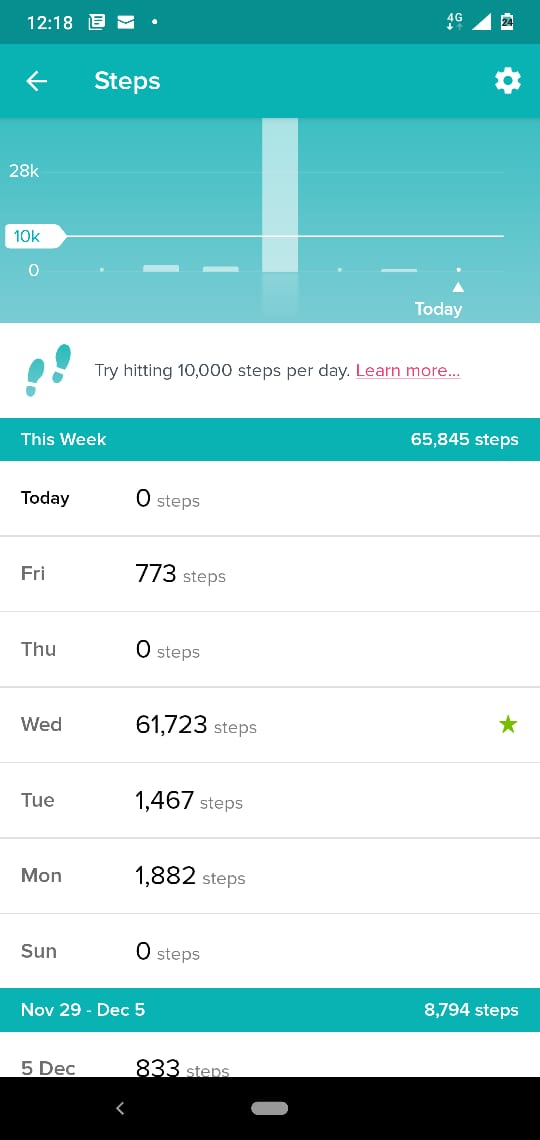 12:18 4G 24
Steps
28k
10k
0
Today
Try hitting 10,000 steps per day. Learn more...
This Week 65,845 steps
Today 0 steps
Fri 773 steps
Thu 0 steps
Wed 61,723 steps
Tue 1,467 steps
Mon 1,882 steps
Sun 0 steps
Nov 29 - Dec 5 8,794 steps
5 Dec 833 steps